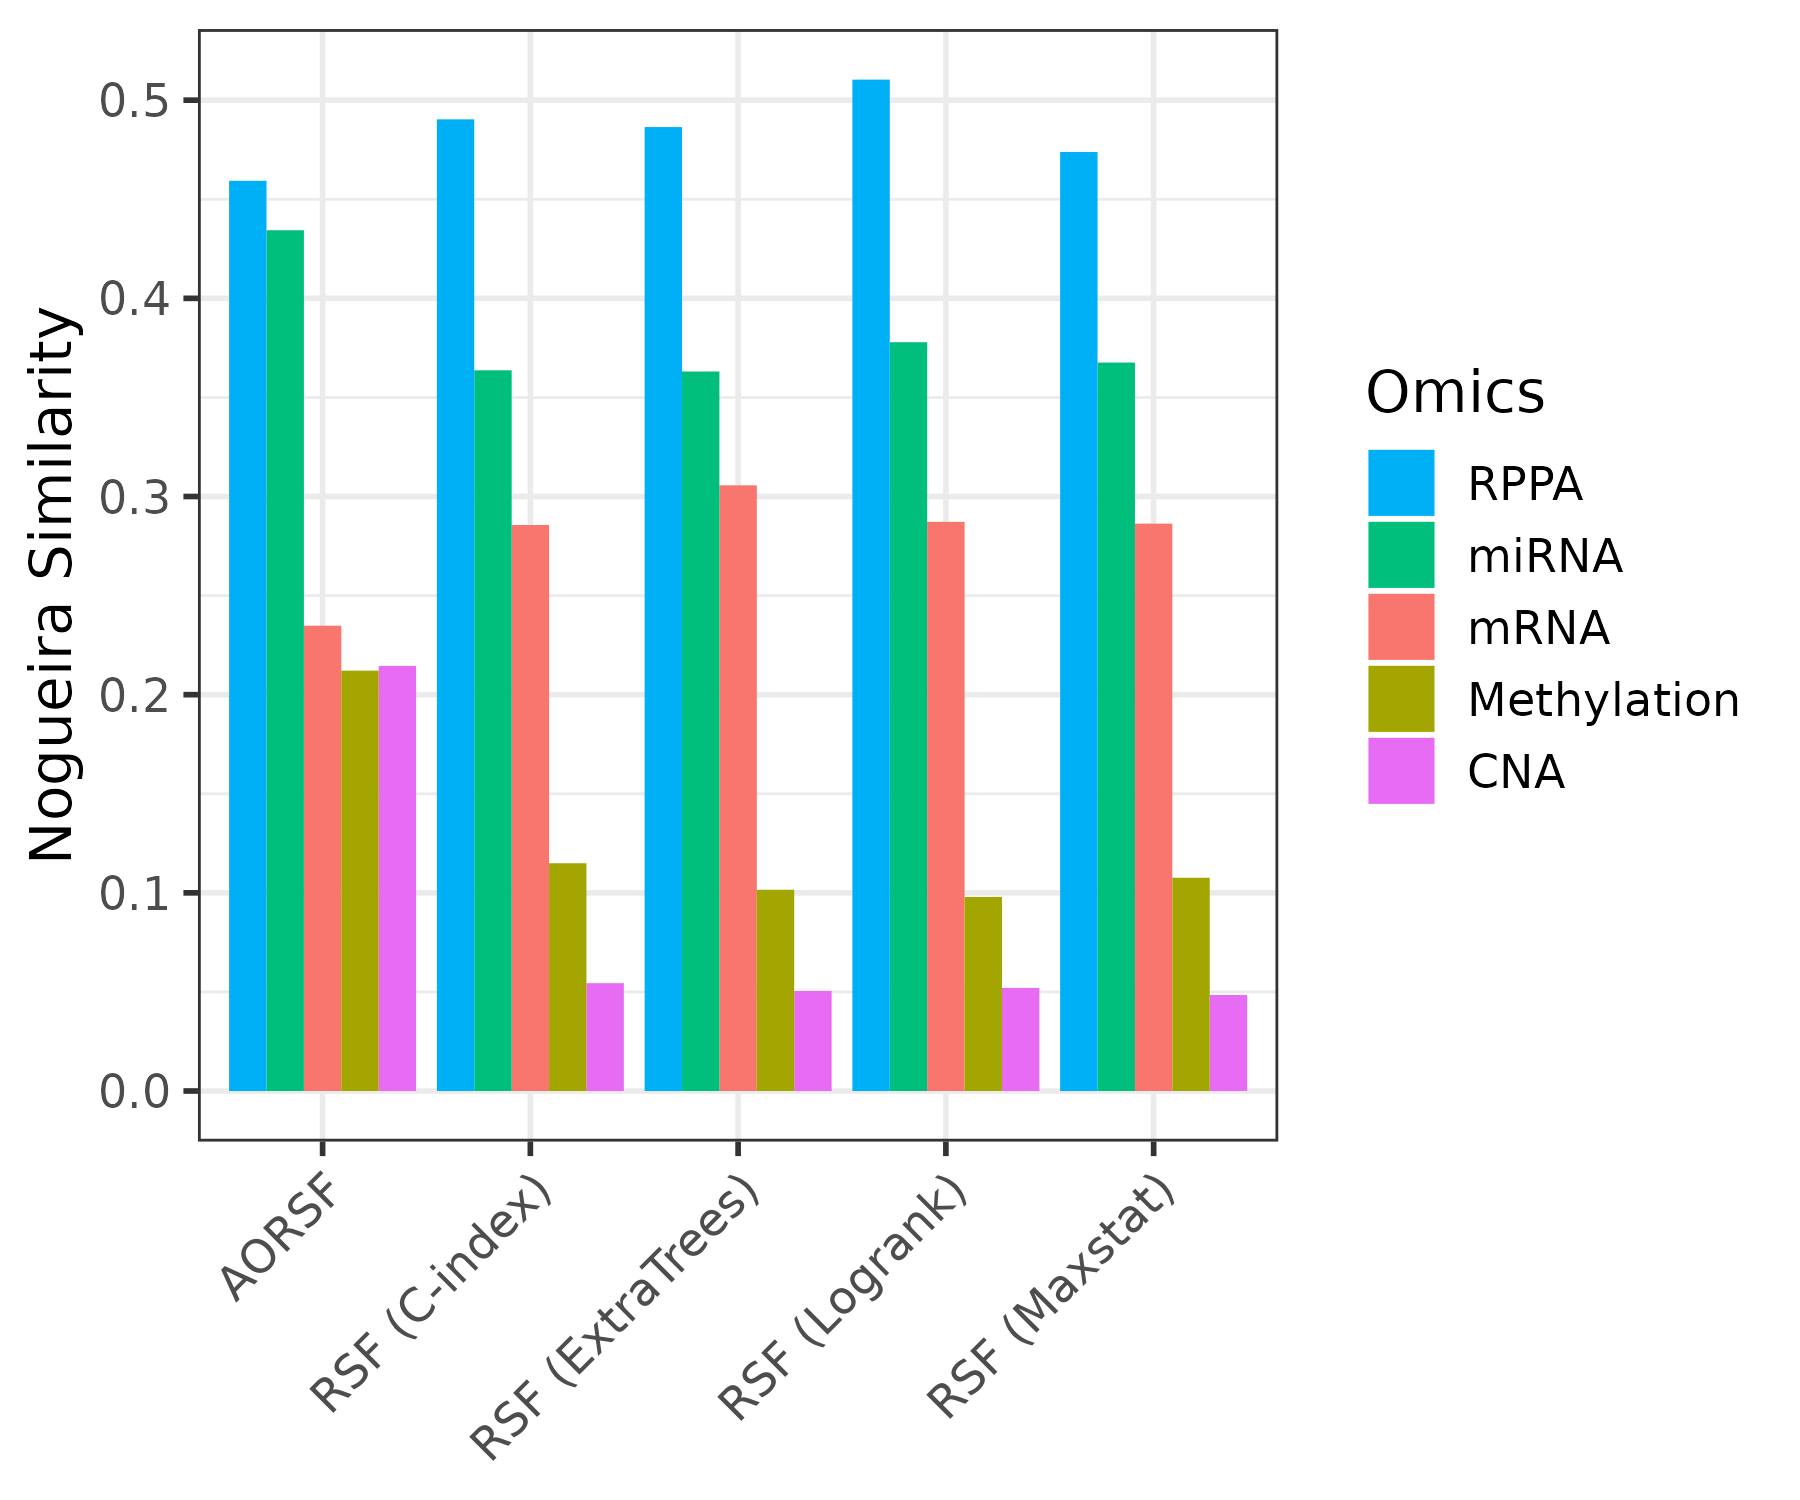 Nogueira Similarity
0.5
0.4
0.3
0.2
0.1
0.0
AORSF
RSF (C-index)
RSF (ExtraTrees)
RSF (Logrank)
RSF (Maxstat)
Omics
RPPA
miRNA
mRNA
Methylation
CNA